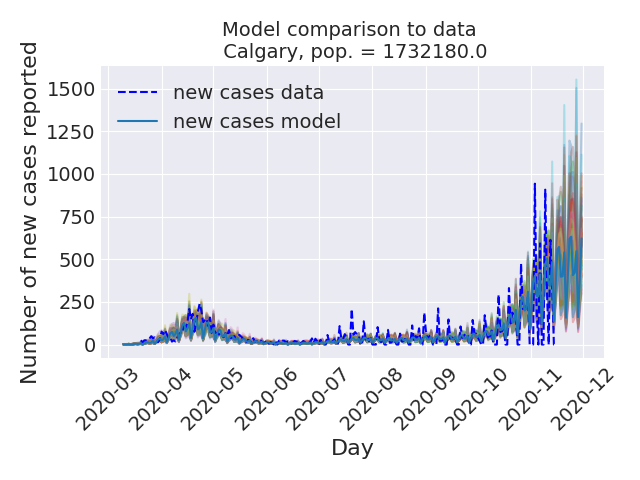 Model comparison to data
Calgary, pop. = 1732180.0
Number of new cases reported
1500
1250
1000
750
500
250
0
new cases data
new cases model
2020-03
2020-04
2020-05
2020-06
2020-07
2020-08
2020-09
2020-10
2020-11
2020-12
Day